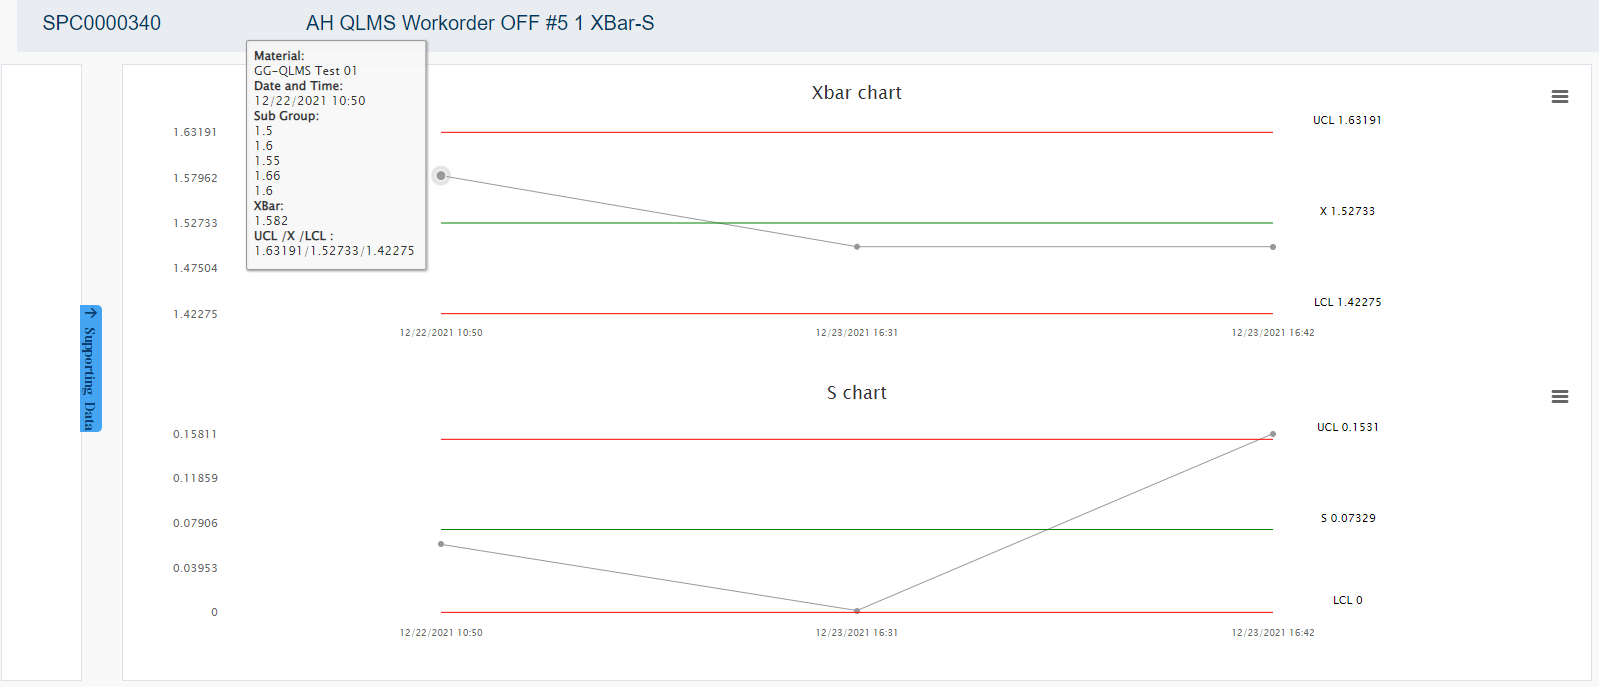 SPC0000340
AH QLMS Workorder OFF #5 1 XBar-S
Material:
GG-QLMS Test 01
Date and Time:
12/22/2021 10:50
Sub Group:
1.5
1.6
1.55
1.66
1.6
XBar:
1.582
UCL /X /LCL :
1.63191/1.52733/1.42275
Supporting Data
Xbar chart
1.63191
1.57962
1.52733
1.47504
1.42275
UCL 1.63191
X 1.52733
LCL 1.42275
12/22/2021 10:50
12/23/2021 16:31
12/23/2021 16:42
S chart
0.15811
0.11859
0.07906
0.03953
0
UCL 0.1531
S 0.07329
LCL 0
12/22/2021 10:50
12/23/2021 16:31
12/23/2021 16:42